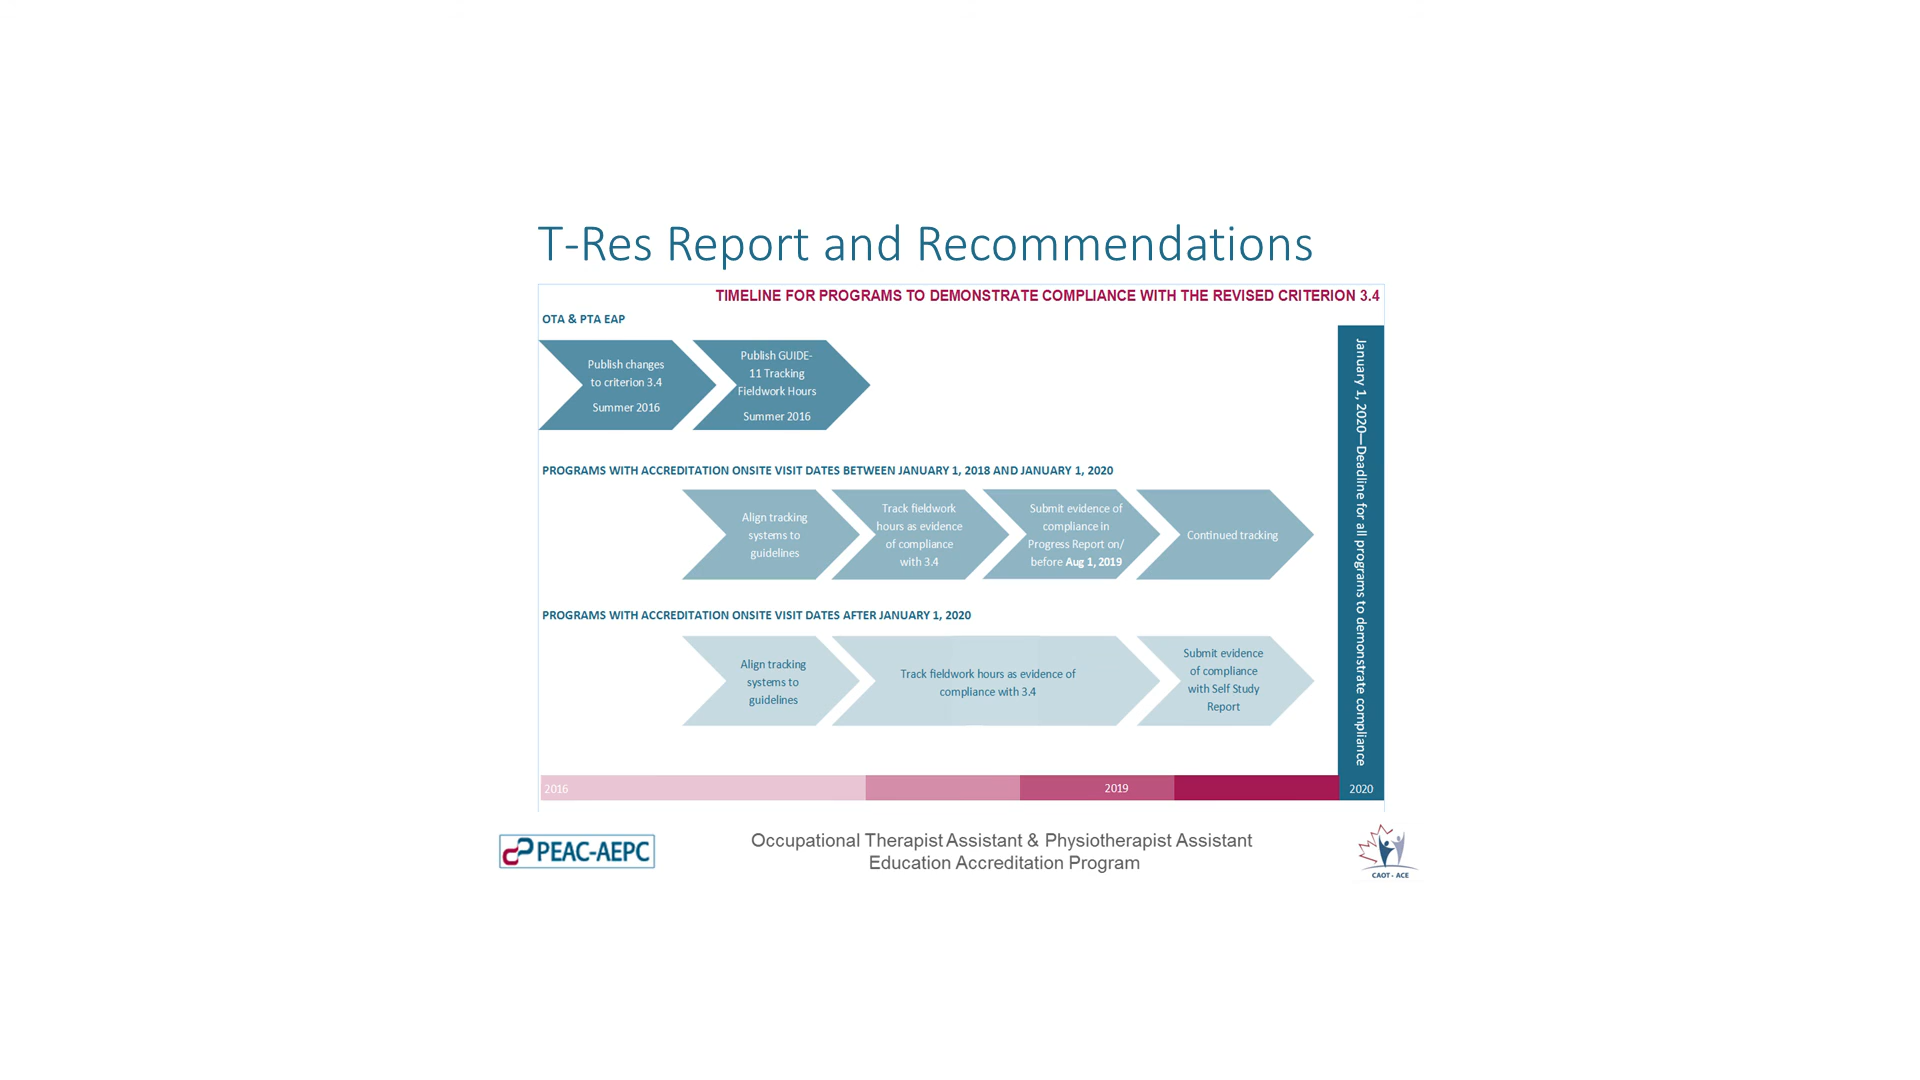 T-Res Report and Recommendations
TIMELINE FOR PROGRAMS TO DEMONSTRATE COMPLIANCE WITH THE REVISED CRITERION 3.4
OTA & PTA EAP
Publish changes
to criterion 3.4
Summer 2016
Publish GUIDE-
11 Tracking
Fieldwork Hours
Summer 2016
PROGRAMS WITH ACCREDITATION ONSITE VISIT DATES BETWEEN JANUARY 1, 2018 AND JANUARY 1, 2020
Align tracking
systems to
guidelines
Track fieldwork
hours as evidence
of compliance
with 3.4
Submit evidence of
compliance in
Progress Report on/
before Aug 1, 2019
Continued tracking
PROGRAMS WITH ACCREDITATION ONSITE VISIT DATES AFTER JANUARY 1, 2020
Align tracking
systems to
guidelines
Track fieldwork hours as evidence of
compliance with 3.4
Submit evidence
of compliance
with Self Study
Report
January 1, 2020—Deadline for all programs to demonstrate compliance
2016
2019
2020
PEAC-AEPC
Occupational Therapist Assistant & Physiotherapist Assistant
Education Accreditation Program
CAOT - ACE